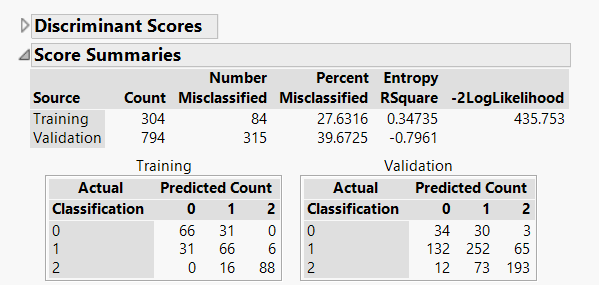 Discriminant Scores
Score Summaries
Number Percent Entropy
Source Count Misclassified Misclassified RSquare -2LogLikelihood
Training 304 84 27.6316 0.34735 435.753
Validation 794 315 39.6725 -0.7961
Training Validation
Actual Predicted Count Actual Predicted Count
Classification 0 1 2 Classification 0 1 2
0 66 31 0 0 34 30 3
1 31 66 6 1 132 252 65
2 0 16 88 2 12 73 193